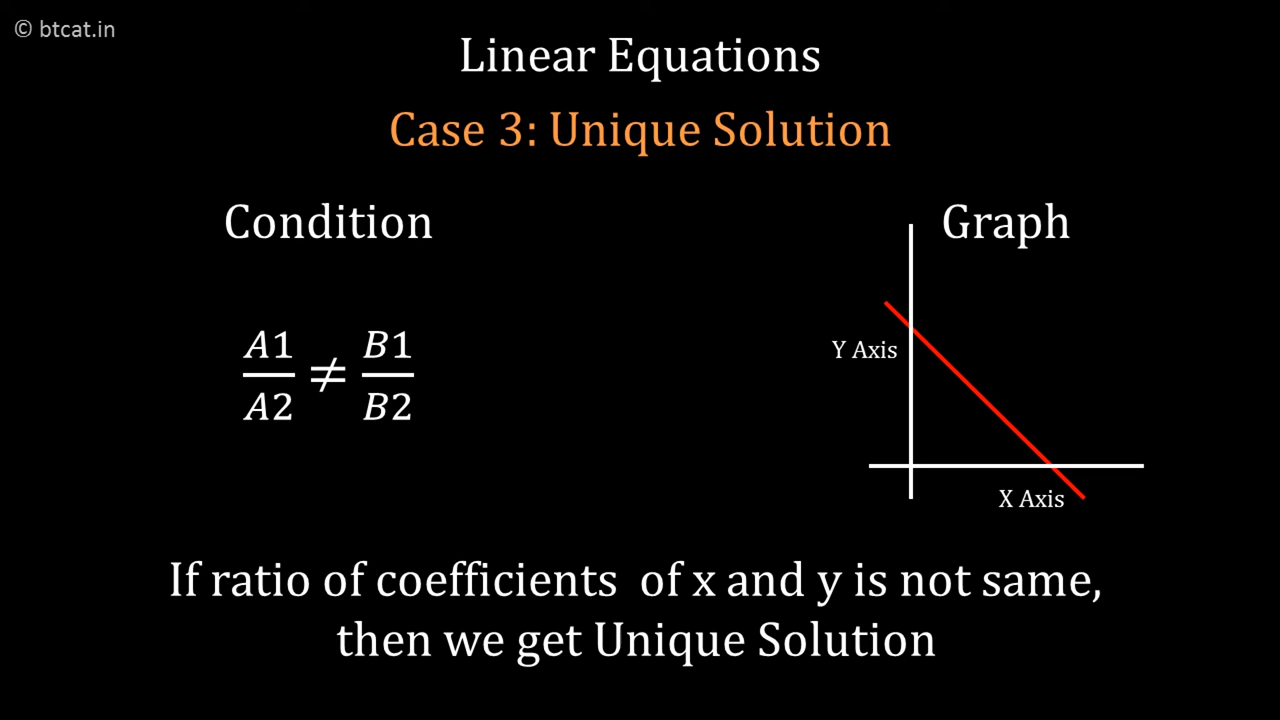 © btcat.in
Linear Equations
Case 3: Unique Solution
Condition
Graph
A1/A2 ≠ B1/B2
Y Axis
X Axis
If ratio of coefficients of x and y is not same,
then we get Unique Solution